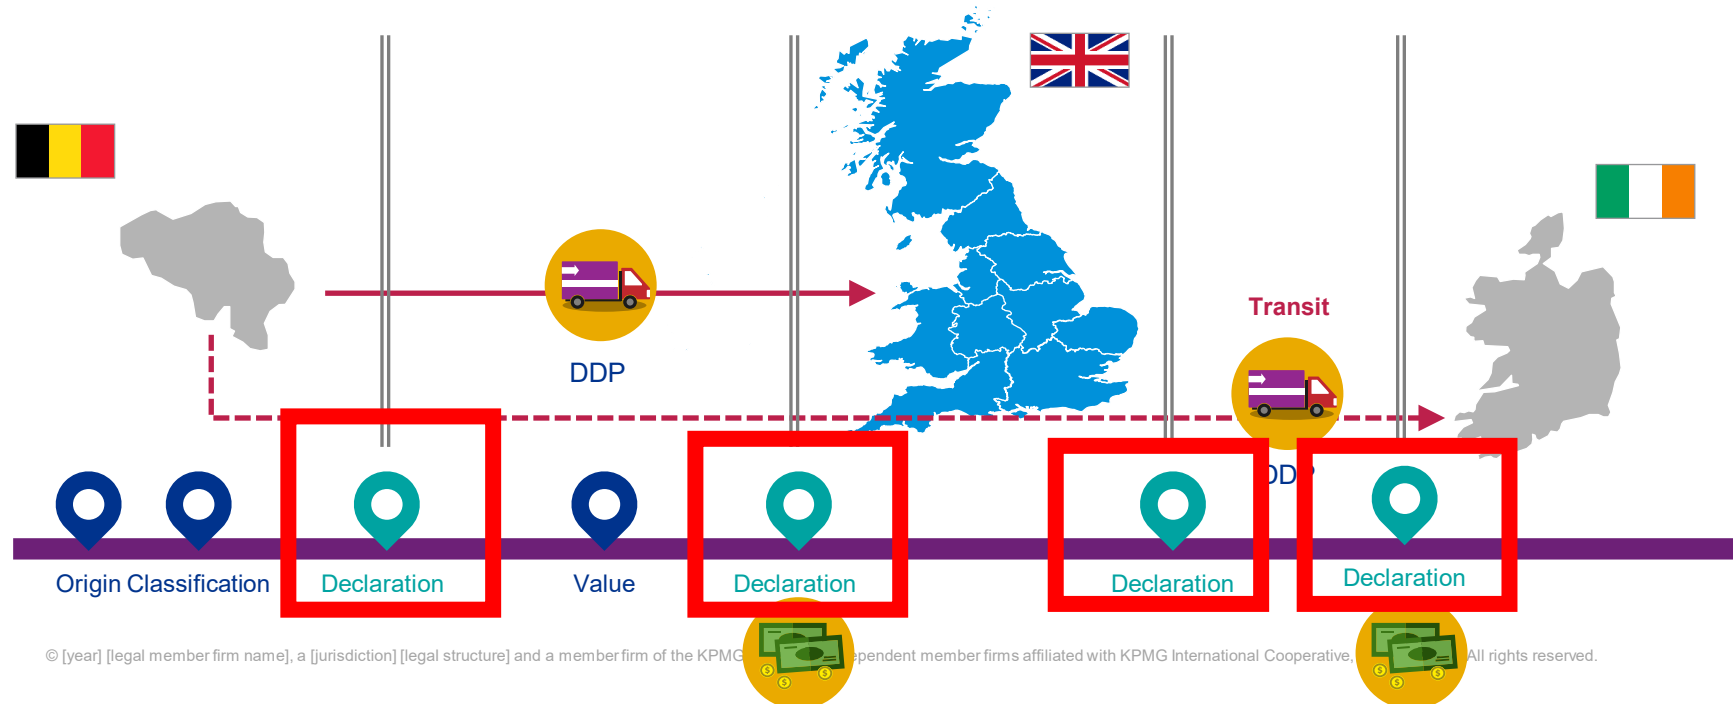 Transit
DDP
DDP
Origin Classification
Declaration
Value
Declaration
Declaration
Declaration
© [year] [legal member firm name], a [jurisdiction] [legal structure] and a member firm of the KPMG ependent member firms affiliated with KPMG International Cooperative, All rights reserved.